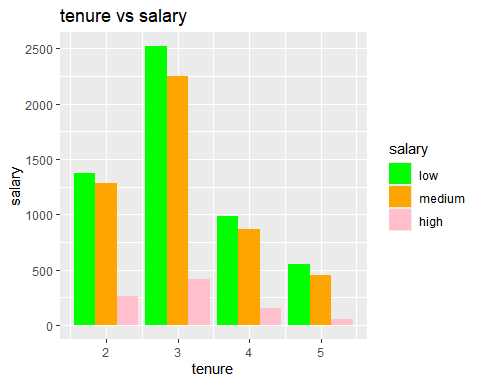 tenure vs salary
2500
2000
1500
1000
500
0
salary
2
3
4
5
tenure
salary
low
medium
high